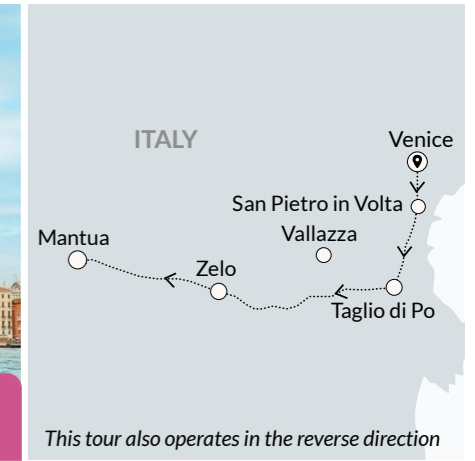 ITALY
Venice
San Pietro in Volta
Vallazza
Mantua
Zelo
Taglio di Po
This tour also operates in the reverse direction